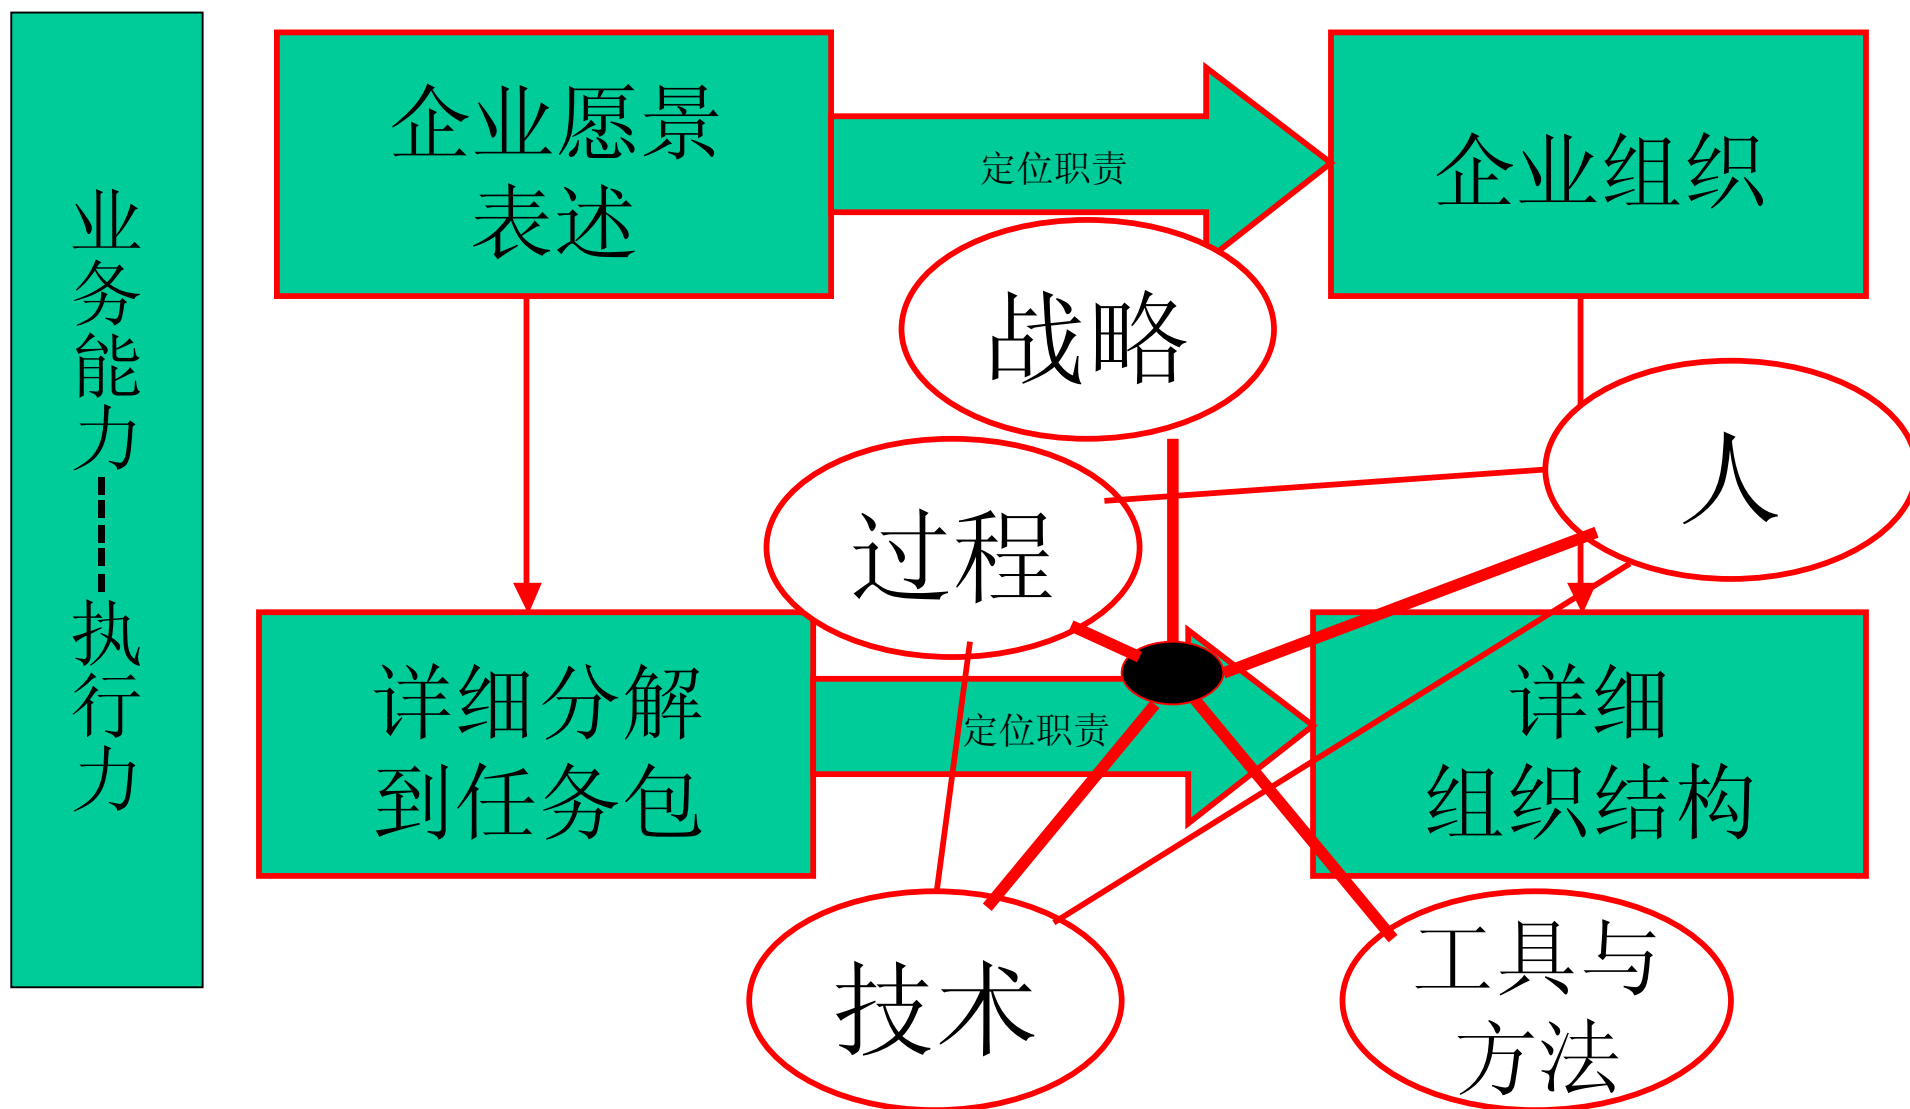 业务能力-----执行力
企业愿景
表述
定位职责
企业组织
战略
人
过程
详细分解
到任务包
定位职责
详细
组织结构
技术
工具与
方法